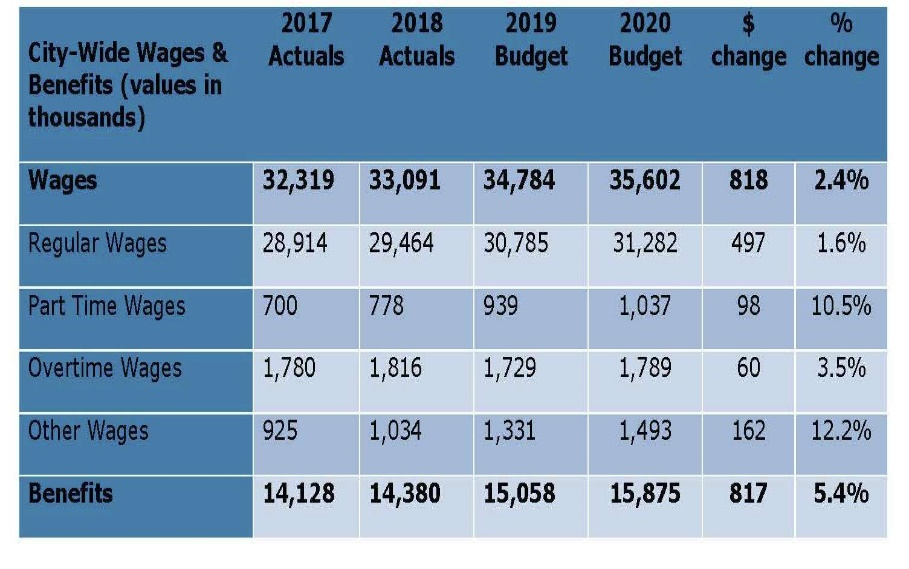 City-Wide Wages & Benefits (values in thousands) 2017 Actuals 2018 Actuals 2019 Budget 2020 Budget $ change % change
Wages 32,319 33,091 34,784 35,602 818 2.4%
Regular Wages 28,914 29,464 30,785 31,282 497 1.6%
Part Time Wages 700 778 939 1,037 98 10.5%
Overtime Wages 1,780 1,816 1,729 1,789 60 3.5%
Other Wages 925 1,034 1,331 1,493 162 12.2%
Benefits 14,128 14,380 15,058 15,875 817 5.4%